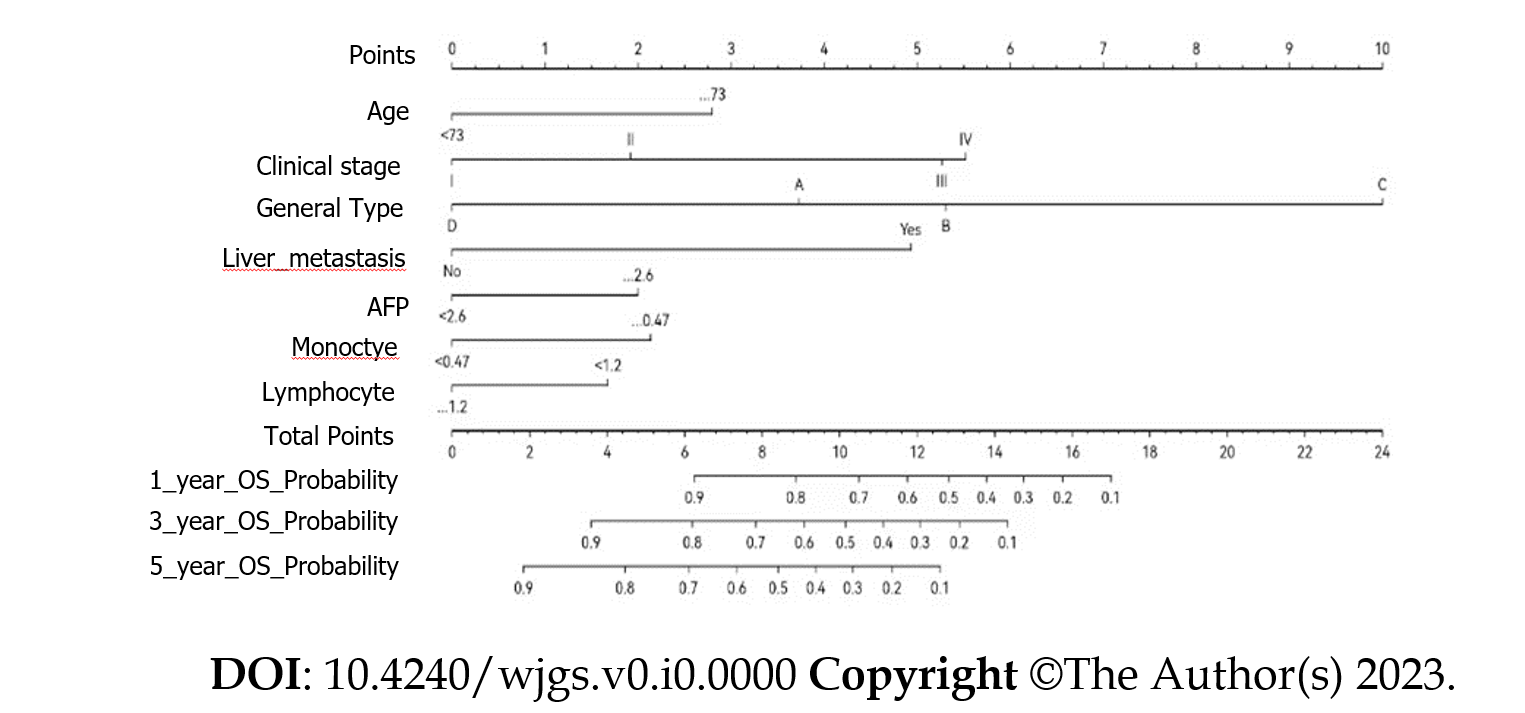 Points 0 1 2 3 4 5 6 7 8 9 10
...73
Age
<73
II IV
Clinical stage
I III
A C
General Type
D B
Yes
Liver_metastasis
No
...2.6
AFP
<2.6
...0.47
Monoctye
<0.47
<1.2
Lymphocyte
...1.2
Total Points
0 2 4 6 8 10 12 14 16 18 20 22 24
1_year_OS_Probability
0.9 0.8 0.7 0.6 0.5 0.4 0.3 0.2 0.1
3_year_OS_Probability
0.9 0.8 0.7 0.6 0.5 0.4 0.3 0.2 0.1
5_year_OS_Probability
0.9 0.8 0.7 0.6 0.5 0.4 0.3 0.2 0.1
DOI: 10.4240/wjgs.v0.i0.0000 Copyright ©The Author(s) 2023.